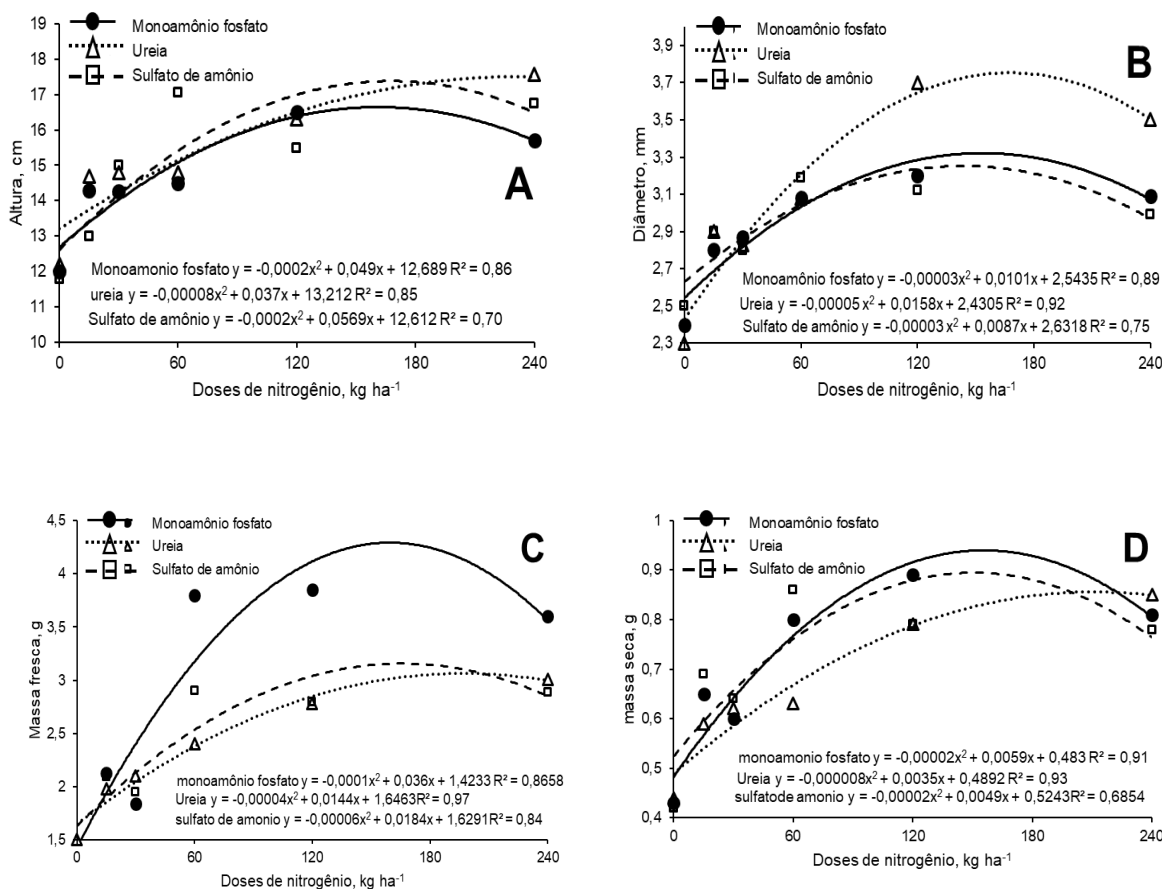 19
18
17
16
15
14
13
12
11
10
Altura, cm
Monoamônio fosfato
Ureia
Sulfato de amônio
A
Monoamonio fosfato y = -0,0002x² + 0,049x + 12,689 R² = 0,86
ureia y = -0,00008x² + 0,037x + 13,212 R² = 0,85
Sulfato de amônio y = -0,0002x² + 0,0569x + 12,612 R² = 0,70
0 60 120 180 240
Doses de nitrogênio, kg ha⁻¹
3,9
3,7
3,5
3,3
3,1
2,9
2,7
2,5
2,3
Diámetro, mm
Monoamônio fosfato
Ureia
Sulfato de amônio
B
Monoamônio fosfato y = -0,00003x² + 0,0101x + 2,5435R² = 0,89
Ureia y = -0,00005x² + 0,0158x + 2,4305R² = 0,92
Sulfato de amônio y = -0,00003x² + 0,0087x + 2,6318 R² = 0,75
0 60 120 180 240
Doses de nitrogênio, kg ha⁻¹
4,5
4
3,5
3
2,5
2
1,5
Massa fresca, g
Monoamônio fosfato
Ureia
Sulfato de amônio
C
monoamônio fosfato y = -0,0001x² + 0,036x + 1,4233 R² = 0,8658
Ureia y = -0,00004x² + 0,0144x + 1,6463R² = 0,97
sulfato de amonio y = -0,00006x² + 0,0184x + 1,6291R² = 0,84
0 60 120 180 240
Doses de nitrogênio, kg ha⁻¹
1
0,9
0,8
0,7
0,6
0,5
0,4
massa seca, g
Monoamônio fosfato
Ureia
Sulfato de amônio
D
monoamônio fosfato y = -0,00002x² + 0,0059x + 0,483 R² = 0,91
Ureia y = -0,000008x² + 0,0035x + 0,4892 R² = 0,93
sulfatode amonio y = -0,00002x² + 0,0049x + 0,5243R² = 0,6854
0 60 120 180 240
Doses de nitrogênio, kg ha⁻¹